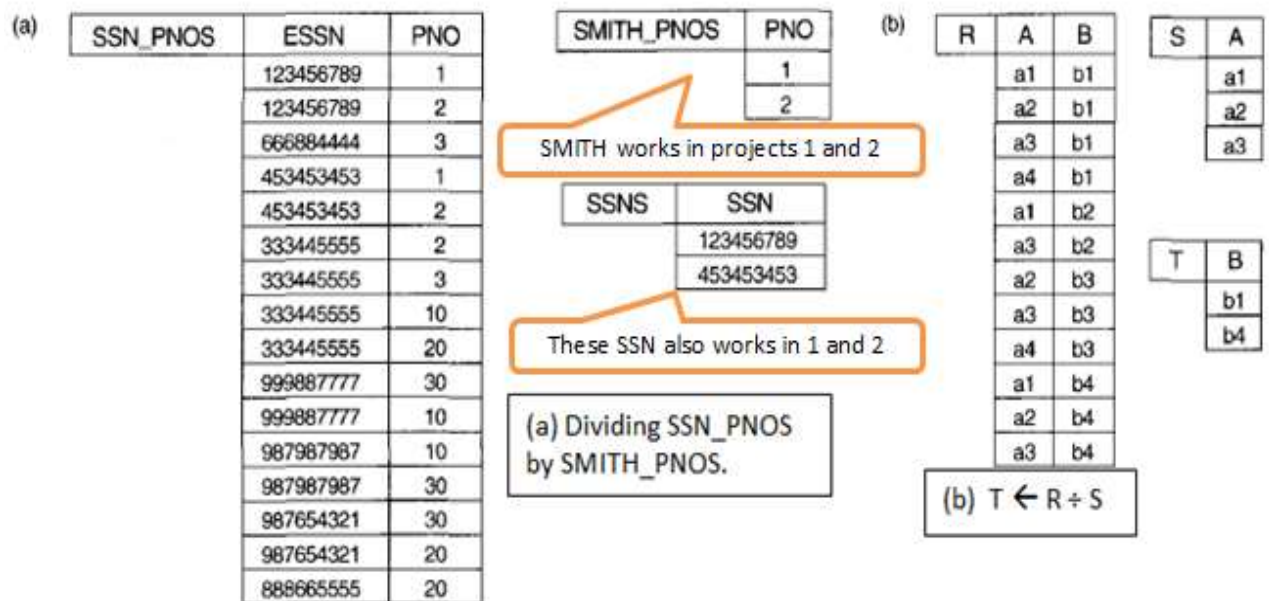 (a)
SSN_PNOS ESSN PNO
123456789 1
123456789 2
666884444 3
453453453 1
453453453 2
333445555 2
333445555 3
333445555 10
333445555 20
999887777 30
999887777 10
987987987 10
987987987 30
987654321 30
987654321 20
888665555 20
SMITH_PNOS PNO
1
2
SMITH works in projects 1 and 2
SSNS SSN
123456789
453453453
These SSN also works in 1 and 2
(a) Dividing SSN_PNOS
by SMITH_PNOS.
(b)
R A B
a1 b1
a2 b1
a3 b1
a4 b1
a1 b2
a3 b2
a2 b3
a3 b3
a4 b3
a1 b4
a2 b4
a3 b4
S A
a1
a2
a3
T B
b1
b4
(b) T ← R ÷ S